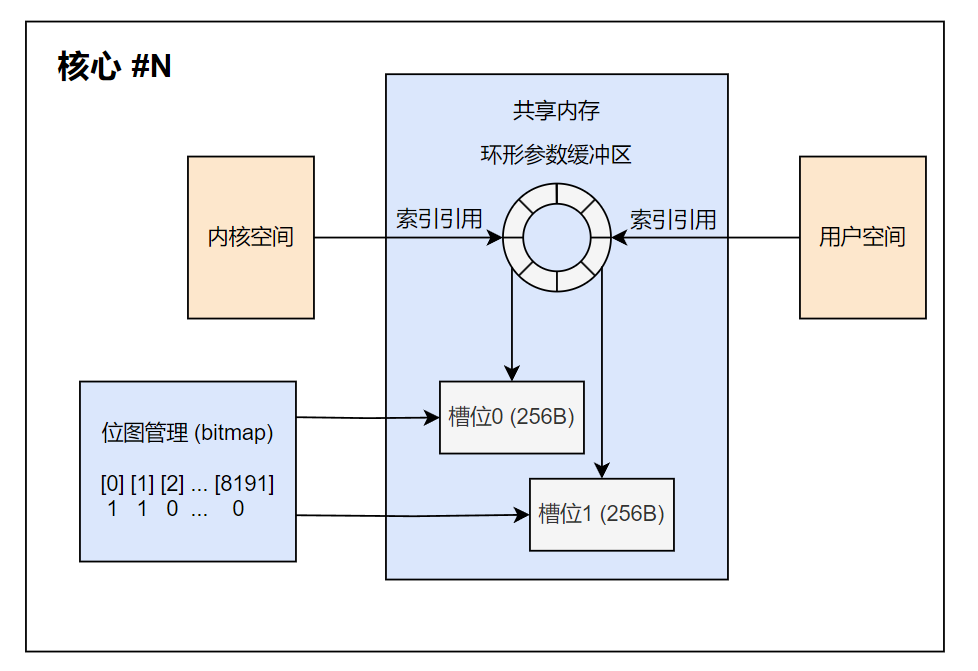 核心 #N
共享内存
环形参数缓冲区
索引引用
索引引用
内核空间
用户空间
槽位0 (256B)
位图管理 (bitmap)
[0] [1] [2] ... [8191]
1 1 0 ... 0
槽位1 (256B)